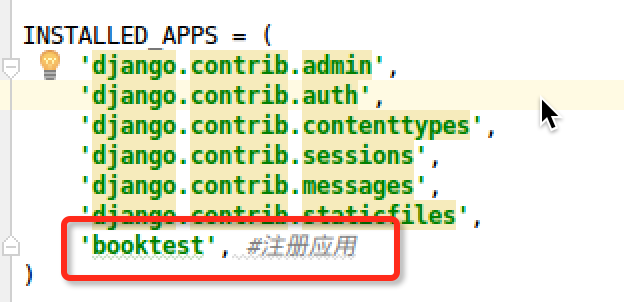 INSTALLED_APPS = (
'django.contrib.admin',
'django.contrib.auth',
'django.contrib.contenttypes',
'django.contrib.sessions',
'django.contrib.messages',
'django.contrib.staticfiles',
'booktest', #注册应用
)